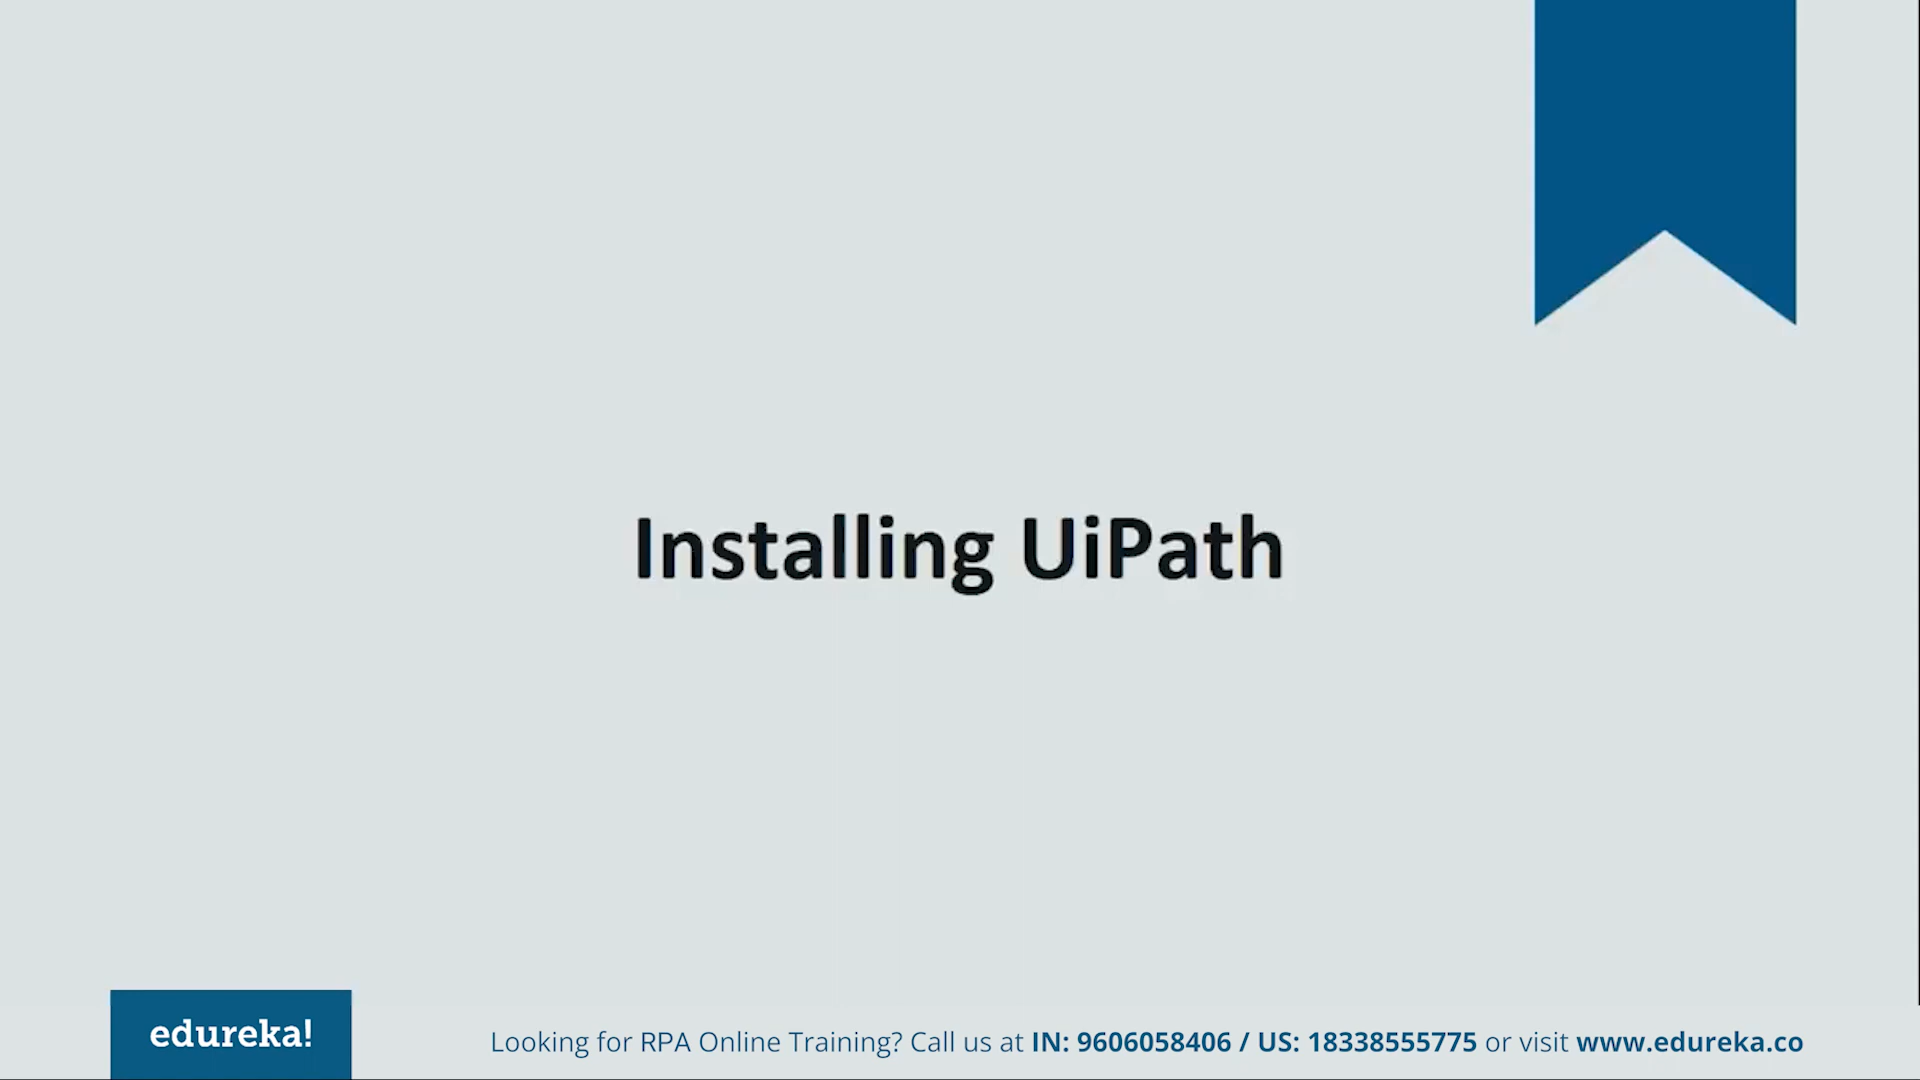 Installing UiPath
edureka!
Looking for RPA Online Training? Call us at IN: 9606058406 / US: 18338555775 or visit www.edureka.co